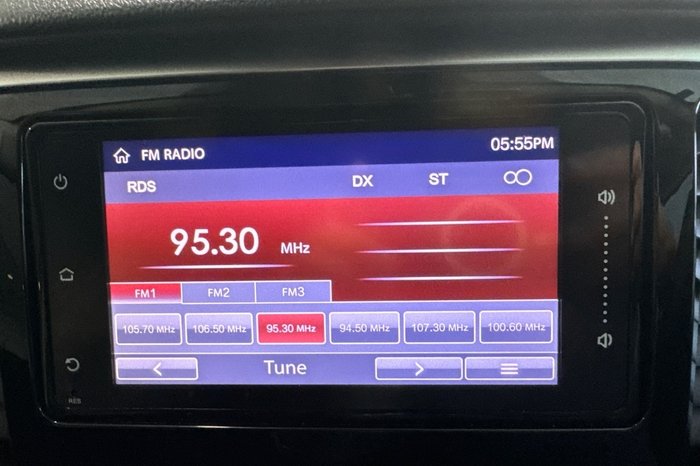 FM RADIO 05:55PM
RDS DX ST
95.30 MHz
FM1 FM2 FM3
105.70 MHz 106.50 MHz 95.30 MHz 94.50 MHz 107.30 MHz 100.60 MHz
< Tune >
RES